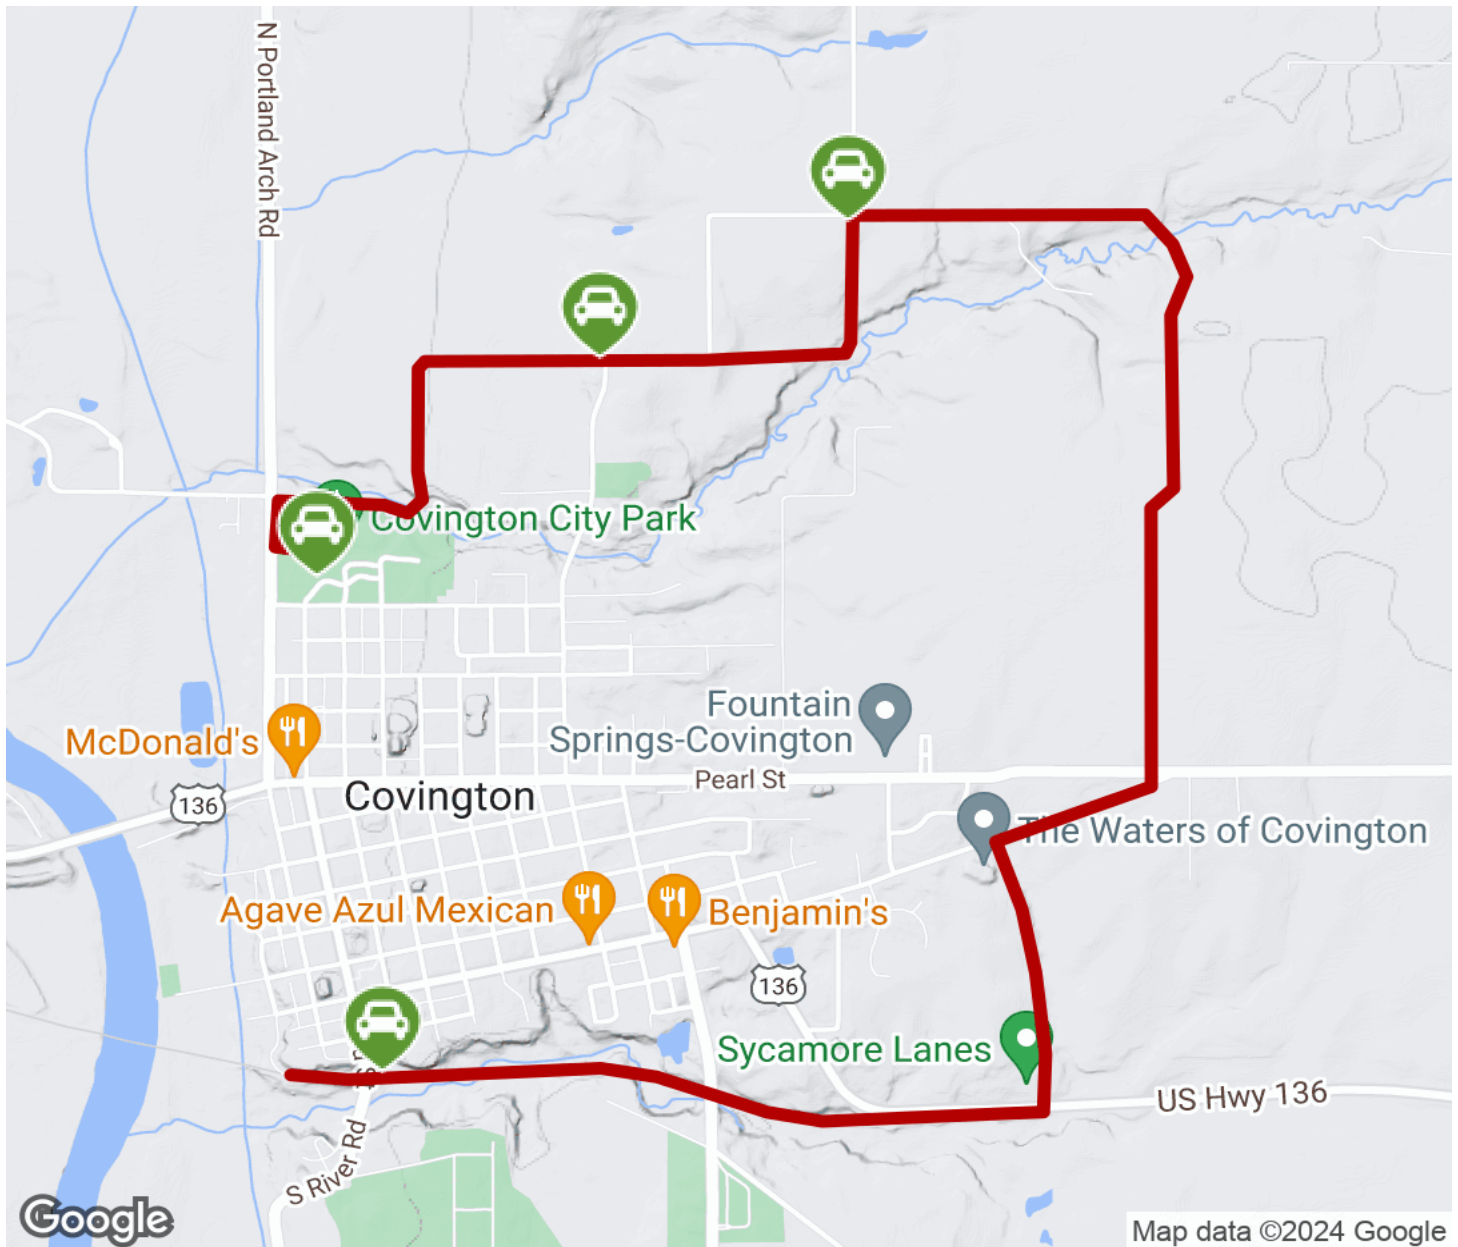 N Portland Arch Rd
Covington City Park
Fountain
Springs-Covington
McDonald's
Pearl St
136
Covington
The Waters of Covington
Agave Azul Mexican
Benjamin's
136
Sycamore Lanes
US Hwy 136
S River Rd
Google
Map data ©2024 Google